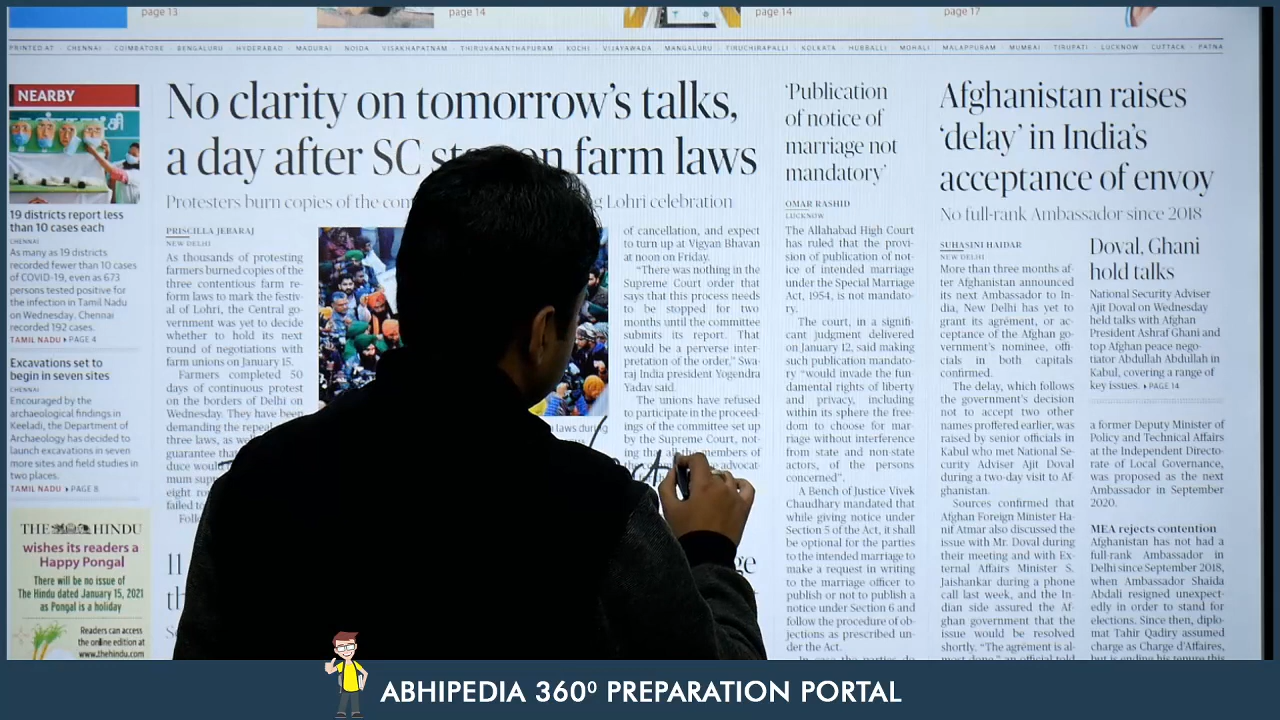 page 13
page 14
page 14
page 17
PRINTED AT · CHENNAI · COIMBATORE · BENGALURU · HYDERABAD · MADURAI · NOIDA · VISAKHAPATNAM · THIRUVANANTHAPURAM · KOCHI · VIJAYAWADA · MANGALURU · TIRUCHIRAPALLI · KOLKATA · HUBBALLI · MOHALI · MALAPPURAM · MUMBAI · TIRUPATI · LUCKNOW · CUTTACK · PATNA
NEARBY
19 districts report less
than 10 cases each
CHENNAI
As many as 19 districts
recorded fewer than 10 cases
of COVID-19, even as 673
persons tested positive for
the infection in Tamil Nadu
on Wednesday. Chennai
recorded 192 cases.
TAMIL NADU ▸ PAGE 4
Excavations set to
begin in seven sites
CHENNAI
Encouraged by the
archaeological findings in
Keeladi, the Department of
Archaeology has decided to
launch excavations in seven
more sites and field studies in
two places.
TAMIL NADU ▸ PAGE 8
THE HINDU
wishes its readers a
Happy Pongal
There will be no issue of
The Hindu dated January 15, 2021
as Pongal is a holiday
Readers can access
the online edition at
www.thehindu.com
No clarity on tomorrow's talks,
a day after SC farm laws
Protesters burn copies of the Lohri celebration
PRISCILLA JEBARAJ
NEW DELHI
As thousands of protesting
farmers burned copies of the
three contentious farm re-
form laws to mark the festiv-
al of Lohri, the Central go-
vernment was yet to decide
whether to hold its next
round of negotiations with
farm unions on January 15.
Farmers completed 50
days of continuous protest
on the borders of Delhi on
Wednesday. They have been
demanding the repeal
three laws, as
guarantee tha
duce would
mum sup
eight ro
failed to
laws during
of cancellation, and expect
to turn up at Vigyan Bhavan
at noon on Friday.
"There was nothing in the
Supreme Court order that
says that this process needs
to be stopped for two
months until the committee
submits its report. That
would be a perverse inter-
pretation of the order," Swa-
raj India president Yogendra
Yadav said.
The unions have refused
to participate in the proceed-
ings of the committee set up
by the Supreme Court, not-
ing that all the members of
advocat-
'Publication
of notice of
marriage not
mandatory'
OMAR RASHID
LUCKNOW
The Allahabad High Court
has ruled that the provi-
sion of publication of not-
ice of intended marriage
under the Special Marriage
Act, 1954, is not mandato-
ry.
The court, in a signifi-
cant judgment delivered
on January 12, said making
such publication mandato-
ry "would invade the fun-
damental rights of liberty
and privacy, including
within its sphere the free-
dom to choose for mar-
riage without interference
from state and non-state
actors, of the persons
concerned".
A Bench of Justice Vivek
Chaudhary mandated that
while giving notice under
Section 5 of the Act, it shall
be optional for the parties
to the intended marriage to
make a request in writing
to the marriage officer to
publish or not to publish a
notice under Section 6 and
follow the procedure of ob-
jections as prescribed un-
der the Act.
Afghanistan raises
'delay' in India's
acceptance of envoy
No full-rank Ambassador since 2018
SUHASINI HAIDAR
NEW DELHI
More than three months af-
ter Afghanistan announced
its next Ambassador to In-
dia, New Delhi has yet to
grant its agrément, or ac-
ceptance of the Afghan go-
vernment's nominee, offi-
cials in both capitals
confirmed.
The delay, which follows
the government's decision
not to accept two other
names proffered earlier, was
raised by senior officials in
Kabul who met National Se-
curity Adviser Ajit Doval
during a two-day visit to Af-
ghanistan.
Sources confirmed that
Afghan Foreign Minister Ha-
nif Atmar also discussed the
issue with Mr. Doval during
their meeting and with Ex-
ternal Affairs Minister S.
Jaishankar during a phone
call last week, and the In-
dian side assured the Af-
ghan government that the
issue would be resolved
shortly. "The agrément is al-
Doval, Ghani
hold talks
National Security Adviser
Ajit Doval on Wednesday
held talks with Afghan
President Ashraf Ghani and
top Afghan peace nego-
tiator Abdullah Abdullah in
Kabul, covering a range of
key issues. ▸ PAGE 14
a former Deputy Minister of
Policy and Technical Affairs
at the Independent Directo-
rate of Local Governance,
was proposed as the next
Ambassador in September
2020.
MEA rejects contention
Afghanistan has not had a
full-rank Ambassador in
Delhi since September 2018,
when Ambassador Shaida
Abdali resigned unexpect-
edly in order to stand for
elections. Since then, diplo-
mat Tahir Qadiry assumed
charge as Charge d'Affaires,
but is ending his tenure this
ABHIPEDIA 360⁰ PREPARATION PORTAL